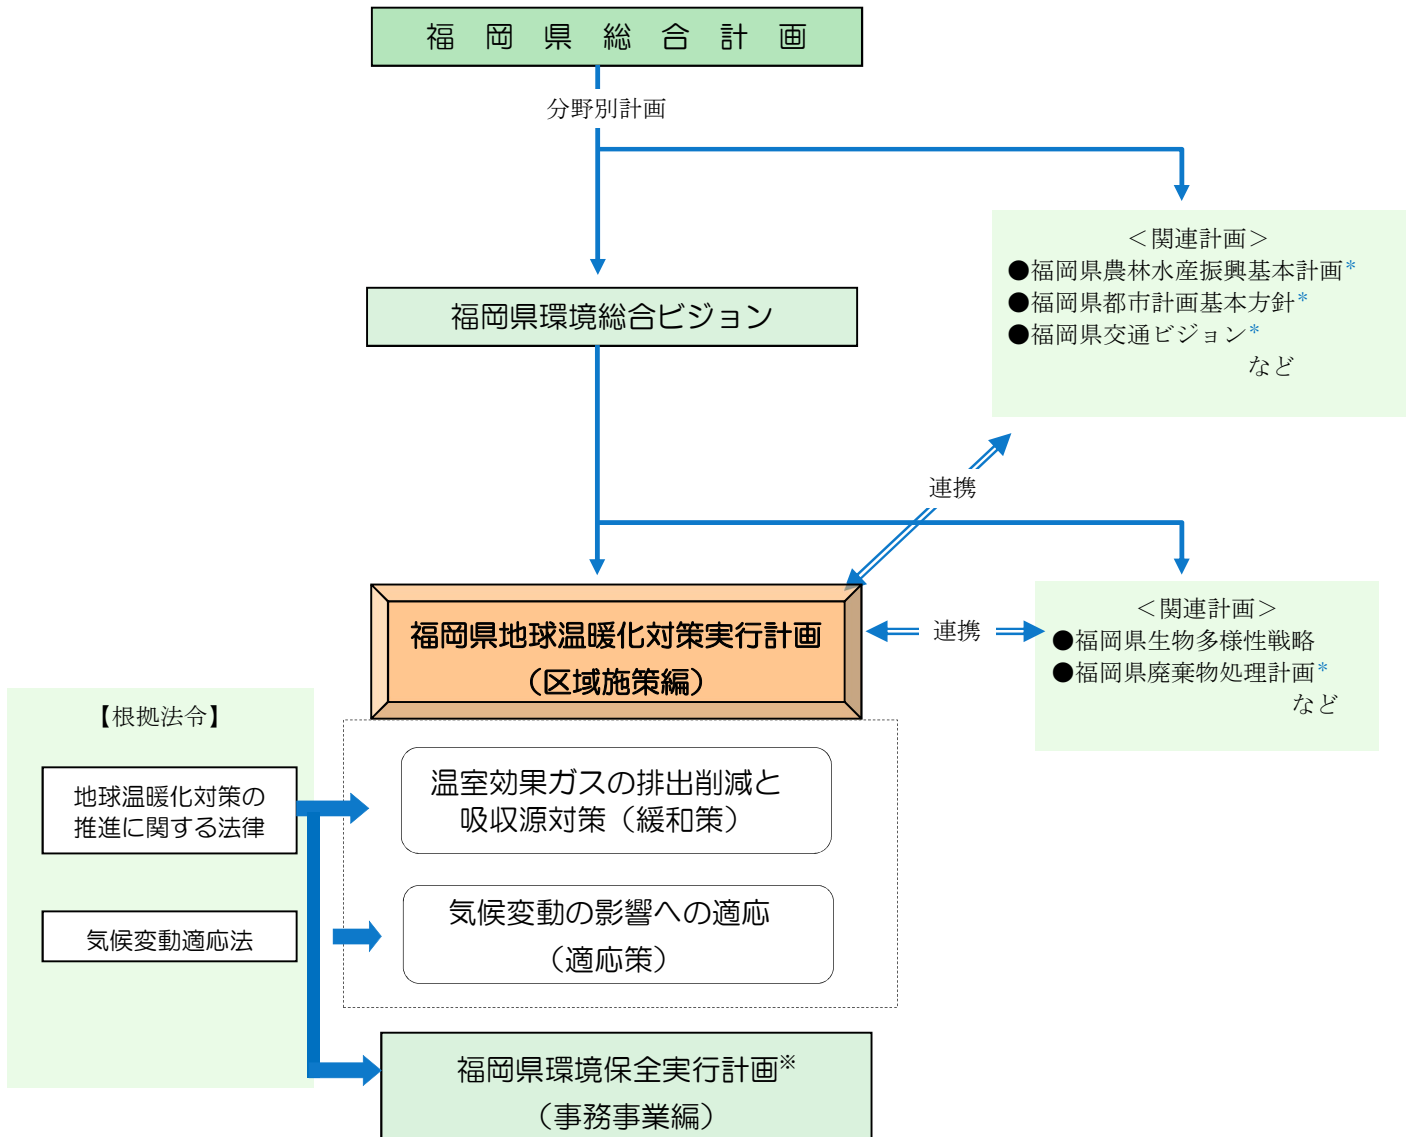 福岡県総合計画
分野別計画
＜関連計画＞
●福岡県農林水産振興基本計画*
●福岡県都市計画基本方針*
●福岡県交通ビジョン*
など
福岡県環境総合ビジョン
連携
福岡県地球温暖化対策実行計画
（区域施策編）
連携
＜関連計画＞
●福岡県生物多様性戦略
●福岡県廃棄物処理計画*
など
【根拠法令】
地球温暖化対策の
推進に関する法律
温室効果ガスの排出削減と
吸収源対策（緩和策）
気候変動適応法
気候変動の影響への適応
（適応策）
福岡県環境保全実行計画※
（事務事業編）